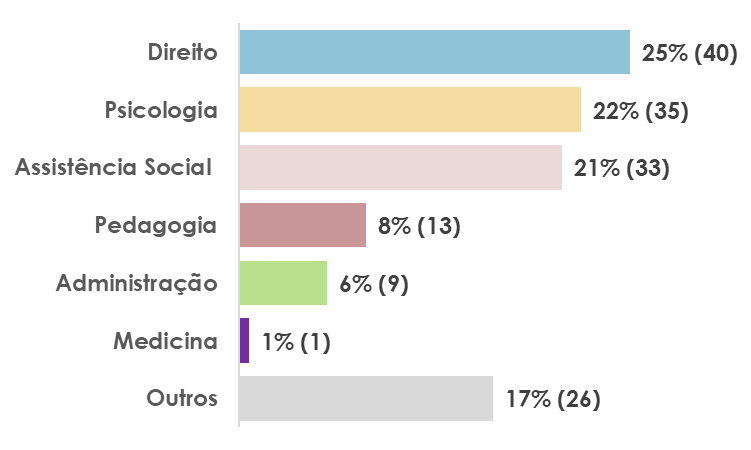 Direito 25% (40)
Psicologia 22% (35)
Assistência Social 21% (33)
Pedagogia 8% (13)
Administração 6% (9)
Medicina 1% (1)
Outros 17% (26)